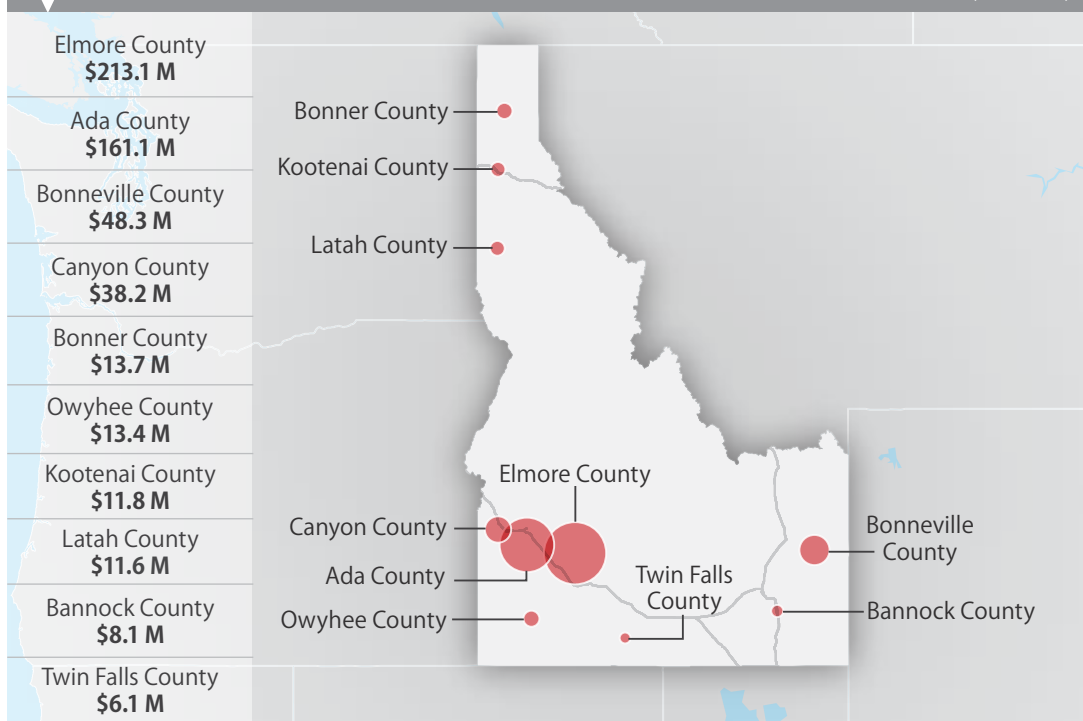 Elmore County
$213.1 M
Ada County
$161.1 M
Bonneville County
$48.3 M
Canyon County
$38.2 M
Bonner County
$13.7 M
Owyhee County
$13.4 M
Kootenai County
$11.8 M
Latah County
$11.6 M
Bannock County
$8.1 M
Twin Falls County
$6.1 M
Bonner County
Kootenai County
Latah County
Elmore County
Canyon County
Ada County
Owyhee County
Twin Falls
County
Bonneville
County
Bannock County